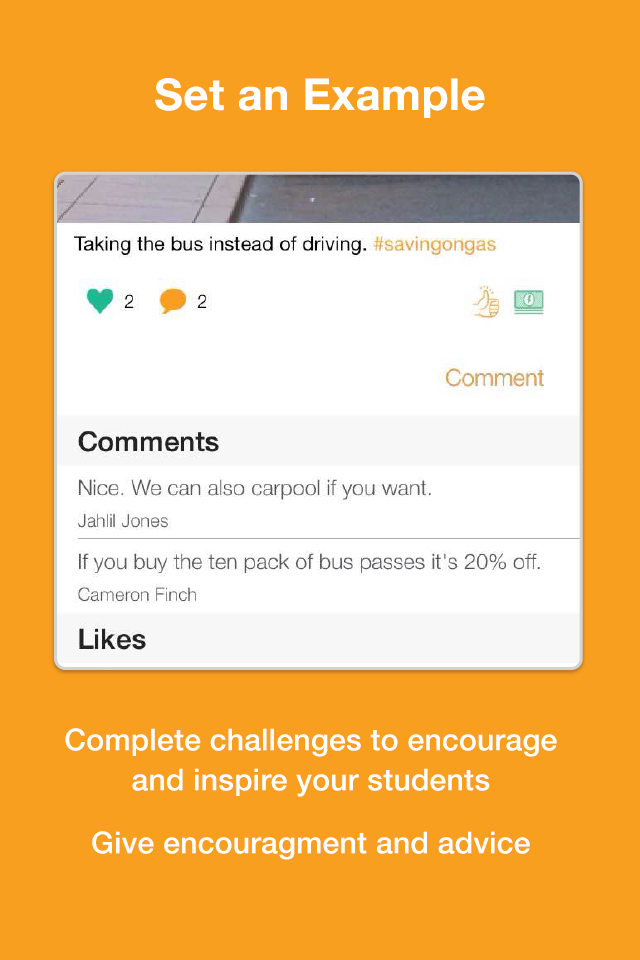 Set an Example
Taking the bus instead of driving. #savingongas
2 2
Comment
Comments
Nice. We can also carpool if you want.
Jahlil Jones
If you buy the ten pack of bus passes it's 20% off.
Cameron Finch
Likes
Complete challenges to encourage
and inspire your students
Give encouragment and advice